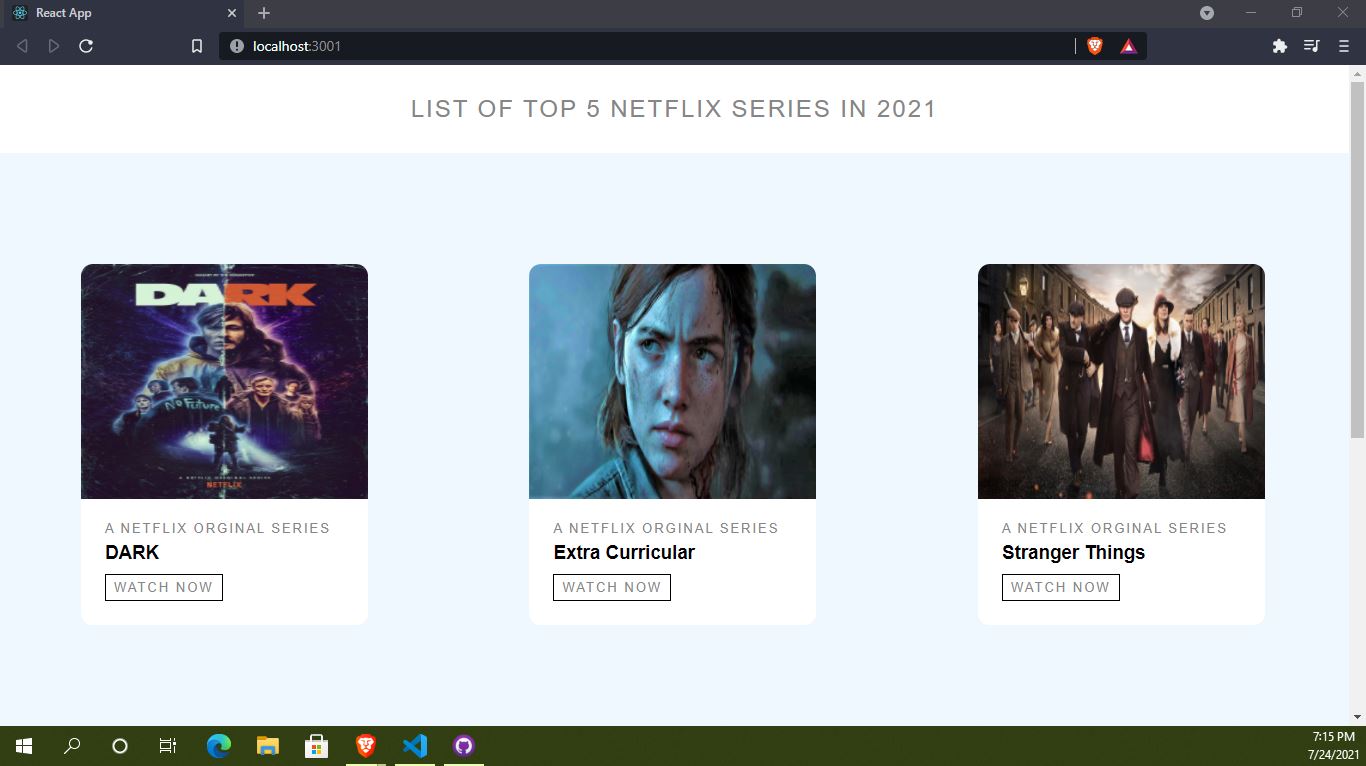 React App
localhost:3001
LIST OF TOP 5 NETFLIX SERIES IN 2021
DARK
No Future
A NETFLIX ORIGINAL SERIES
NETFLIX
A NETFLIX ORGINAL SERIES
DARK
WATCH NOW
A NETFLIX ORGINAL SERIES
Extra Curricular
WATCH NOW
A NETFLIX ORGINAL SERIES
Stranger Things
WATCH NOW
7:15 PM
7/24/2021